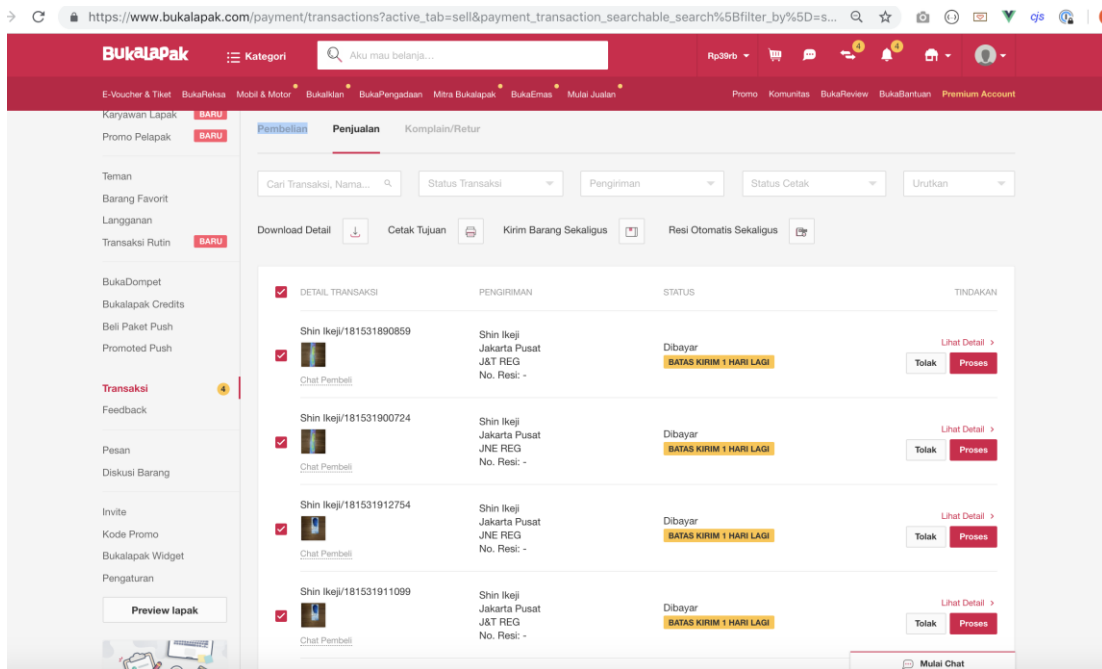 https://www.bukalapak.com/payment/transactions?active_tab=sell&payment_transaction_searchable_search%5Bfilter_by%5D=s...
cjs
BukaLaPak
Kategori
Aku mau belanja...
Rp39rb
4
4
E-Voucher & Tiket BukaReksa Mobil & Motor BukaIklan BukaPengadaan Mitra Bukalapak BukaEmas Mulai Jualan
Promo Komunitas BukaReview BukaBantuan Premium Account
Karyawan Lapak BARU
Promo Pelapak BARU
Teman
Barang Favorit
Langganan
Transaksi Rutin BARU
BukaDompet
Bukalapak Credits
Beli Paket Push
Promoted Push
Transaksi 4
Feedback
Pesan
Diskusi Barang
Invite
Kode Promo
Bukalapak Widget
Pengaturan
Preview lapak
Pembelian Penjualan Komplain/Retur
Cari Transaksi, Nama... Status Transaksi Pengiriman Status Cetak Urutkan
Download Detail Cetak Tujuan Kirim Barang Sekaligus Resi Otomatis Sekaligus
DETAIL TRANSAKSI PENGIRIMAN STATUS TINDAKAN
Shin Ikeji/181531890859
Chat Pembeli
Shin Ikeji
Jakarta Pusat
J&T REG
No. Resi: -
Dibayar
BATAS KIRIM 1 HARI LAGI
Lihat Detail
Tolak Proses
Shin Ikeji/181531900724
Chat Pembeli
Shin Ikeji
Jakarta Pusat
JNE REG
No. Resi: -
Dibayar
BATAS KIRIM 1 HARI LAGI
Lihat Detail
Tolak Proses
Shin Ikeji/181531912754
Chat Pembeli
Shin Ikeji
Jakarta Pusat
JNE REG
No. Resi: -
Dibayar
BATAS KIRIM 1 HARI LAGI
Lihat Detail
Tolak Proses
Shin Ikeji/181531911099
Chat Pembeli
Shin Ikeji
Jakarta Pusat
J&T REG
No. Resi: -
Dibayar
BATAS KIRIM 1 HARI LAGI
Lihat Detail
Tolak Proses
Mulai Chat